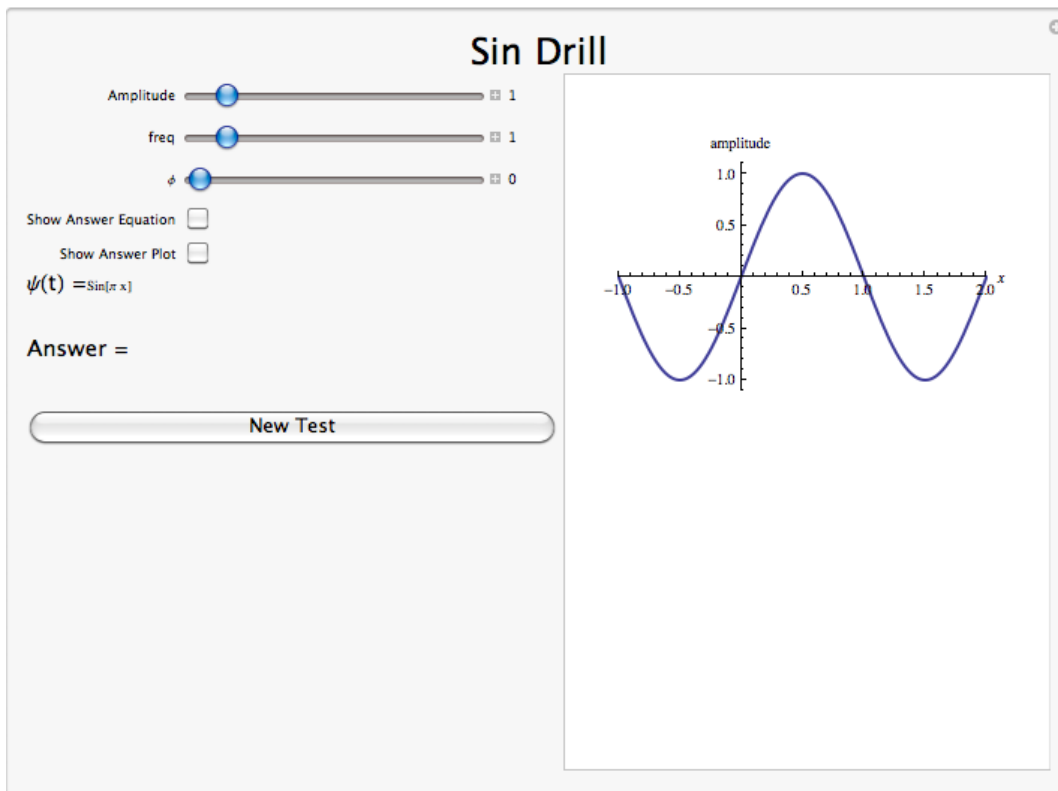 Sin Drill
Amplitude 1
freq 1
ϕ 0
Show Answer Equation
Show Answer Plot
ψ(t) =Sin[π x]
Answer =
New Test
amplitude
1.0
0.5
−1.0 −0.5 0.5 1.0 1.5 2.0 x
−0.5
−1.0